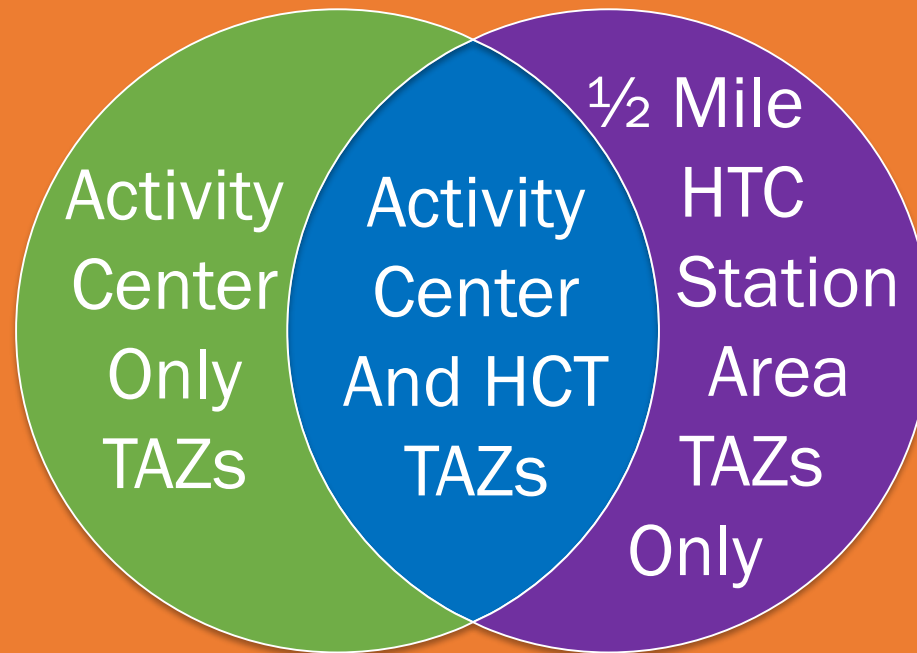 Activity
Center
Only
TAZs
Activity
Center
And HCT
TAZs
½ Mile
HTC
Station
Area
TAZs
Only